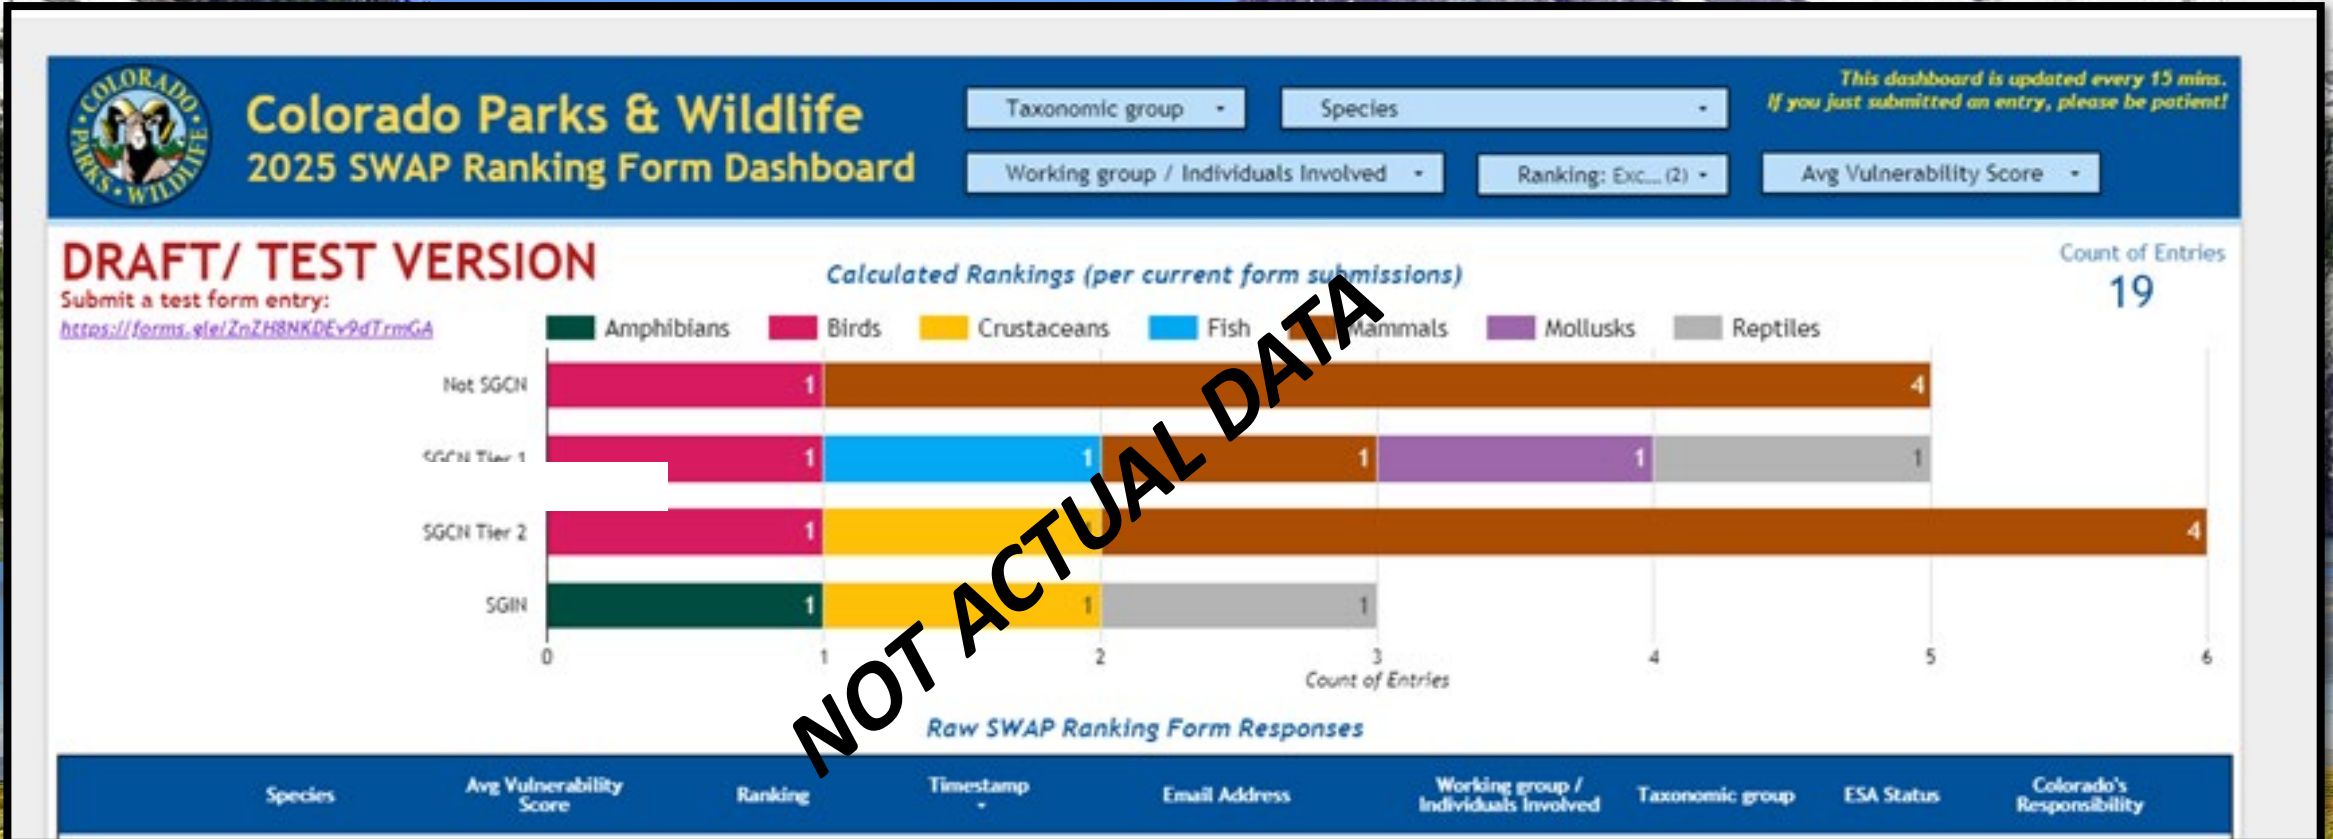 COLORADO
PARKS • WILDLIFE
Colorado Parks & Wildlife
2025 SWAP Ranking Form Dashboard
Taxonomic group
Species
Working group / Individuals Involved
Ranking: Exc... (2)
Avg Vulnerability Score
This dashboard is updated every 15 mins.
If you just submitted an entry, please be patient!
DRAFT/ TEST VERSION
Submit a test form entry:
https://forms.gle/ZnZH8NKDEv9dTrmGA
Calculated Rankings (per current form submissions)
Count of Entries
19
Amphibians Birds Crustaceans Fish Mammals Mollusks Reptiles
Not SGCN 1 4
SGCN Tier 1 1 1 1 1 1
SGCN Tier 2 1 4
SGIN 1 1 1
0 1 2 3 4 5 6
Count of Entries
NOT ACTUAL DATA
Raw SWAP Ranking Form Responses
Species
Avg Vulnerability
Score
Ranking
Timestamp
Email Address
Working group /
Individuals Involved
Taxonomic group
ESA Status
Colorado's
Responsibility